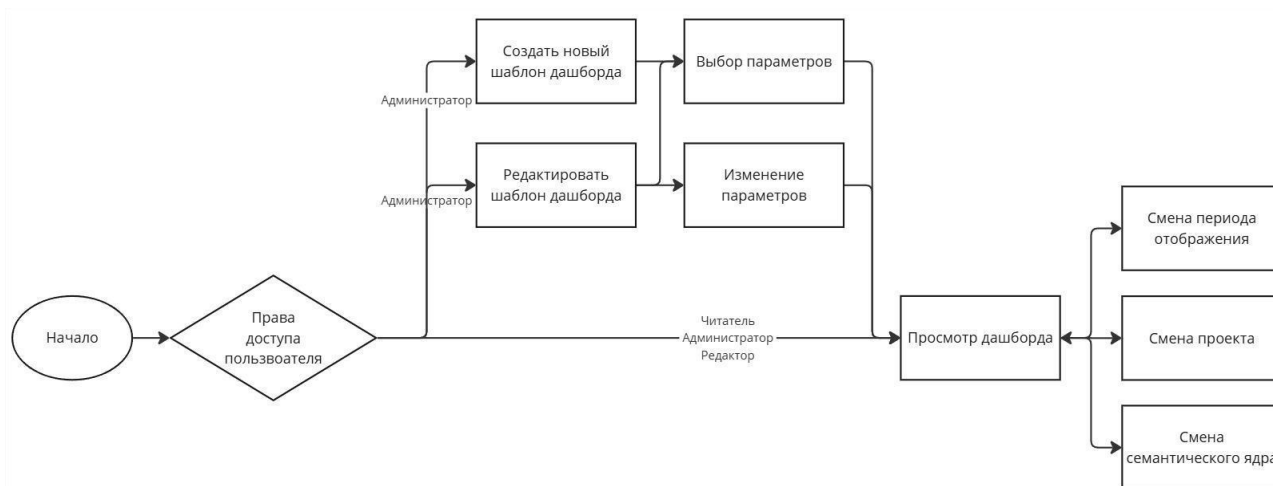 Создать новый
шаблон дашборда
Выбор параметров
Администратор
Редактировать
шаблон дашборда
Изменение
параметров
Администратор
Смена периода
отображения
Начало
Права
доступа
пользвоателя
Читатель
Администратор
Редактор
Просмотр дашборда
Смена проекта
Смена
семантического ядра